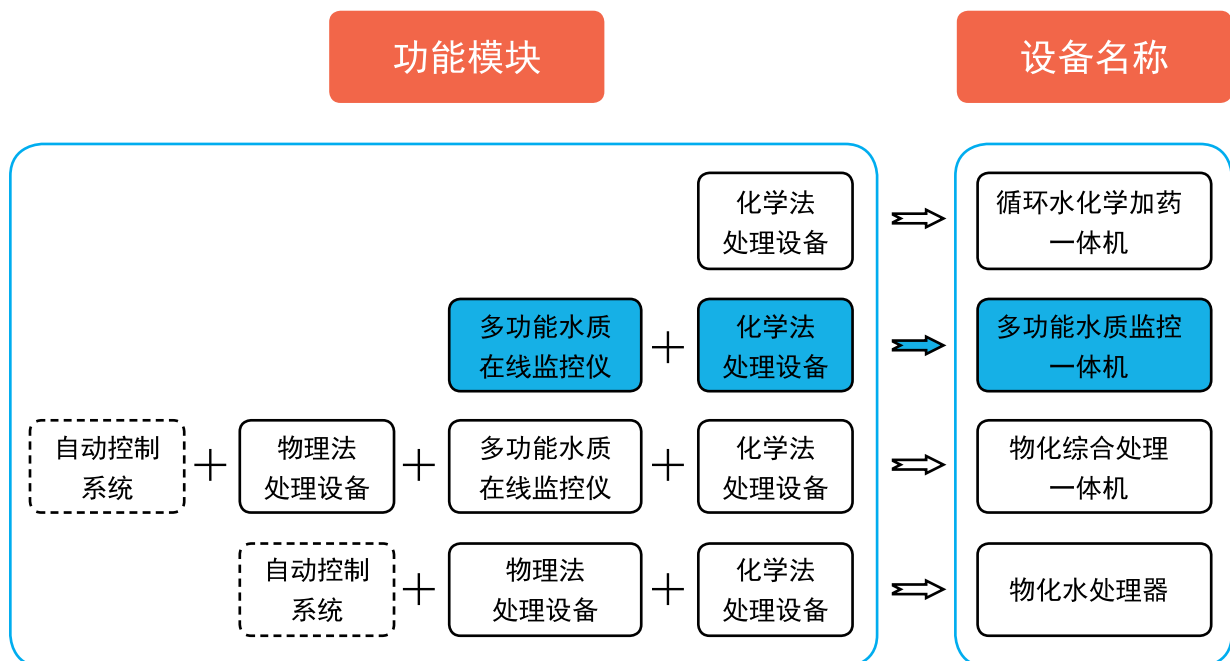 功能模块
设备名称
化学法
处理设备
循环水化学加药
一体机
多功能水质
在线监控仪
+
化学法
处理设备
多功能水质监控
一体机
自动控制
系统
+
物理法
处理设备
+
多功能水质
在线监控仪
+
化学法
处理设备
物化综合处理
一体机
自动控制
系统
+
物理法
处理设备
+
化学法
处理设备
物化水处理器